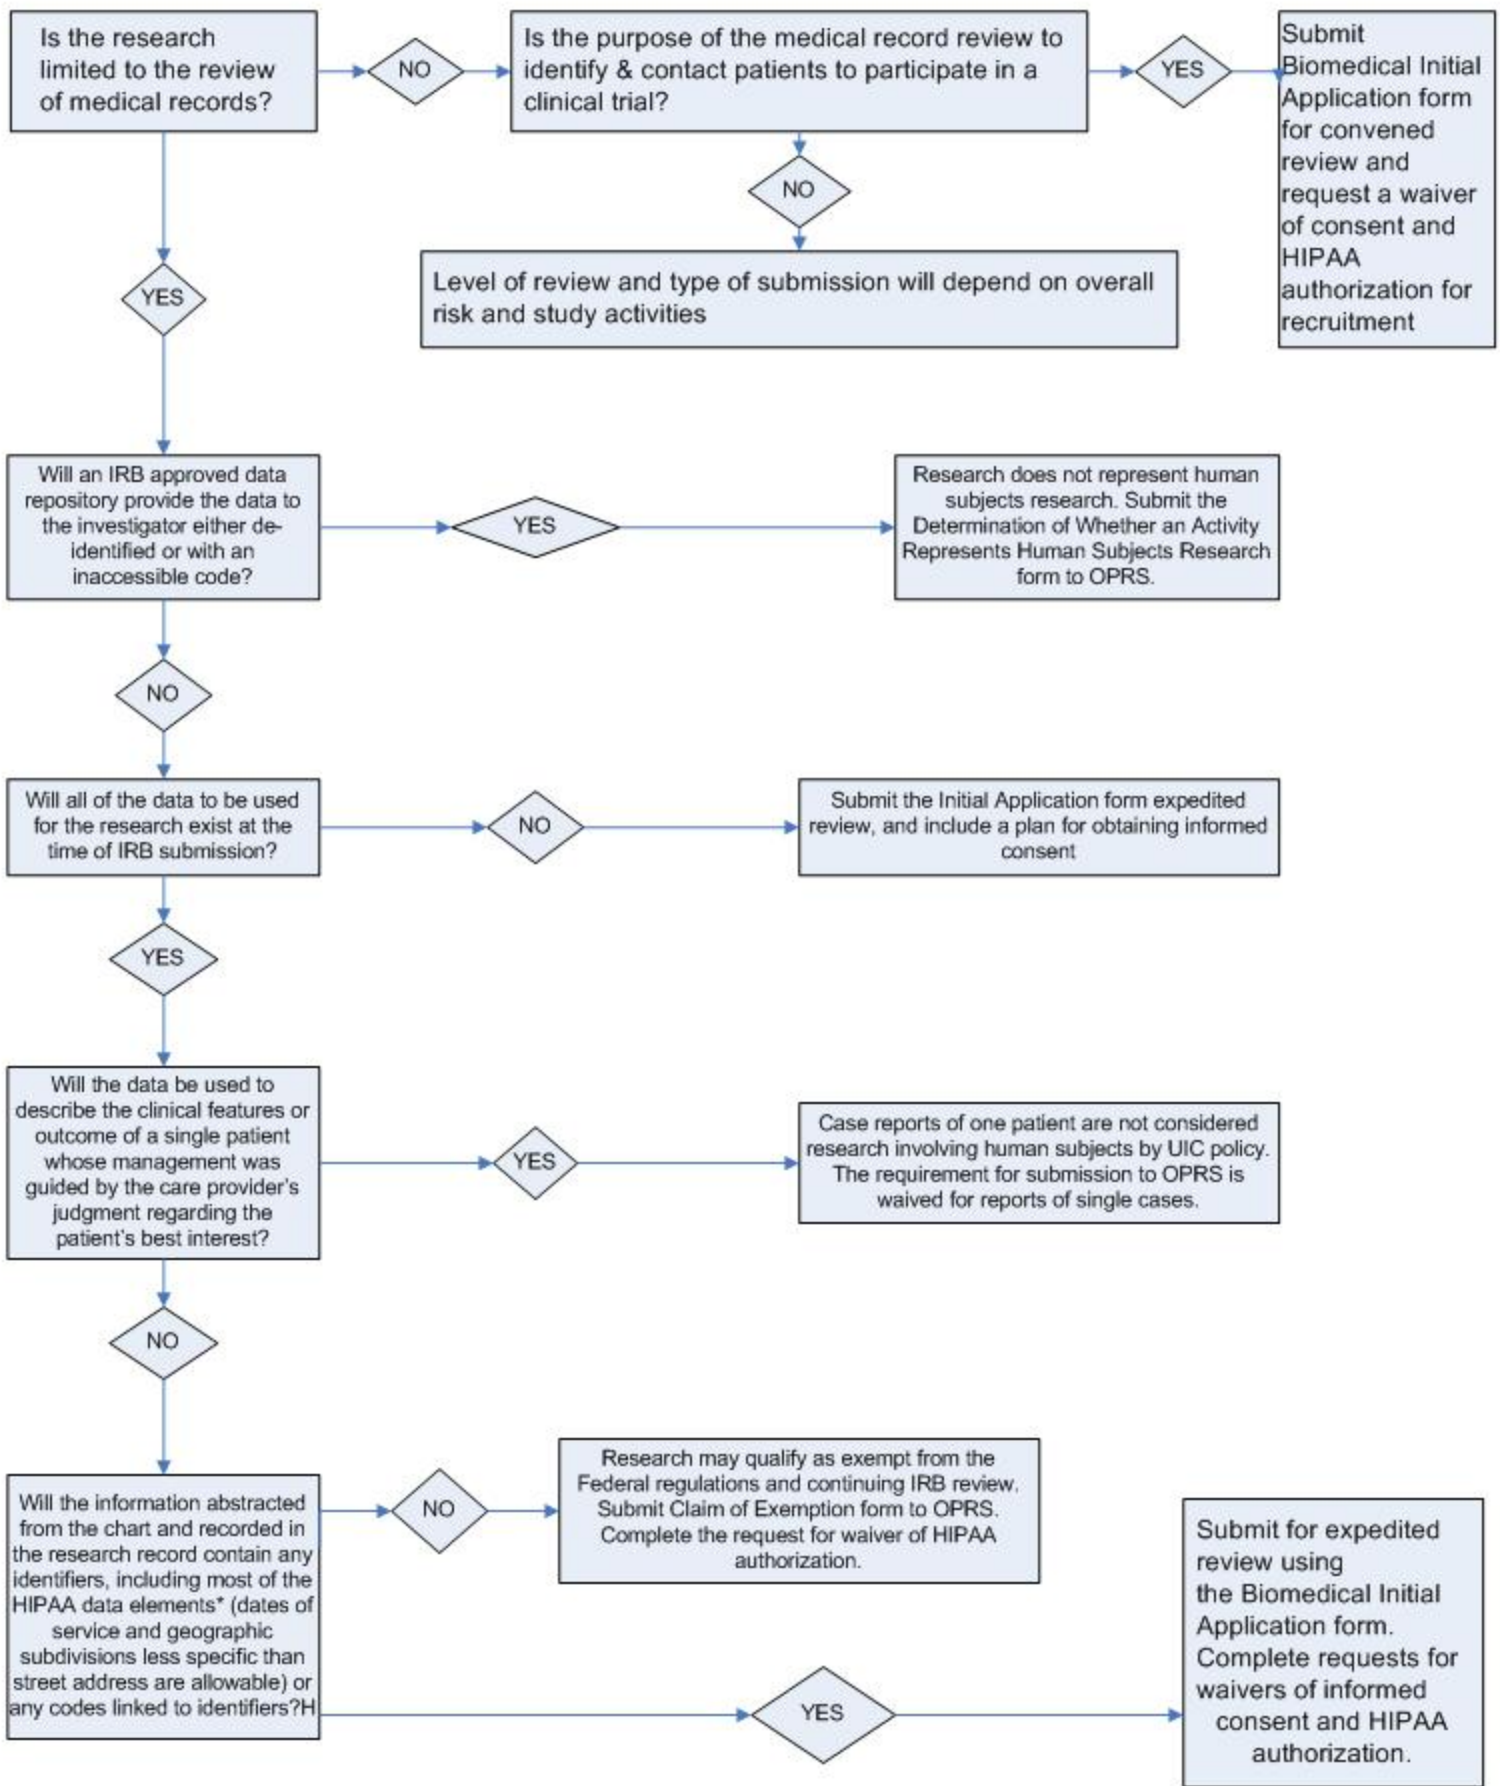 Is the research
limited to the review
of medical records?
NO
Is the purpose of the medical record review to
identify & contact patients to participate in a
clinical trial?
YES
Submit
Biomedical Initial
Application form
for convened
review and
request a waiver
of consent and
HIPAA
authorization for
recruitment
NO
Level of review and type of submission will depend on overall
risk and study activities
YES
Will an IRB approved data
repository provide the data to
the investigator either de-
identified or with an
inaccessible code?
YES
Research does not represent human
subjects research. Submit the
Determination of Whether an Activity
Represents Human Subjects Research
form to OPRS.
NO
Will all of the data to be used
for the research exist at the
time of IRB submission?
NO
Submit the Initial Application form expedited
review, and include a plan for obtaining informed
consent
YES
Will the data be used to
describe the clinical features or
outcome of a single patient
whose management was
guided by the care provider's
judgment regarding the
patient's best interest?
YES
Case reports of one patient are not considered
research involving human subjects by UIC policy.
The requirement for submission to OPRS is
waived for reports of single cases.
NO
Will the information abstracted
from the chart and recorded in
the research record contain any
identifiers, including most of the
HIPAA data elements* (dates of
service and geographic
subdivisions less specific than
street address are allowable) or
any codes linked to identifiers?H
NO
Research may qualify as exempt from the
Federal regulations and continuing IRB review.
Submit Claim of Exemption form to OPRS.
Complete the request for waiver of HIPAA
authorization.
YES
Submit for expedited
review using
the Biomedical Initial
Application form.
Complete requests for
waivers of informed
consent and HIPAA
authorization.